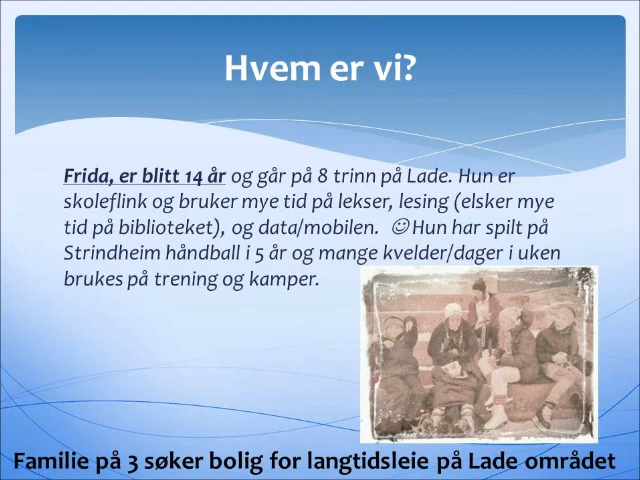 Hvem er vi?
Frida, er blitt 14 år og går på 8 trinn på Lade. Hun er
skoleflink og bruker mye tid på lekser, lesing (elsker mye
tid på biblioteket), og data/mobilen. ☺ Hun har spilt på
Strindheim håndball i 5 år og mange kvelder/dager i uken
brukes på trening og kamper.
Familie på 3 søker bolig for langtidsleie på Lade området